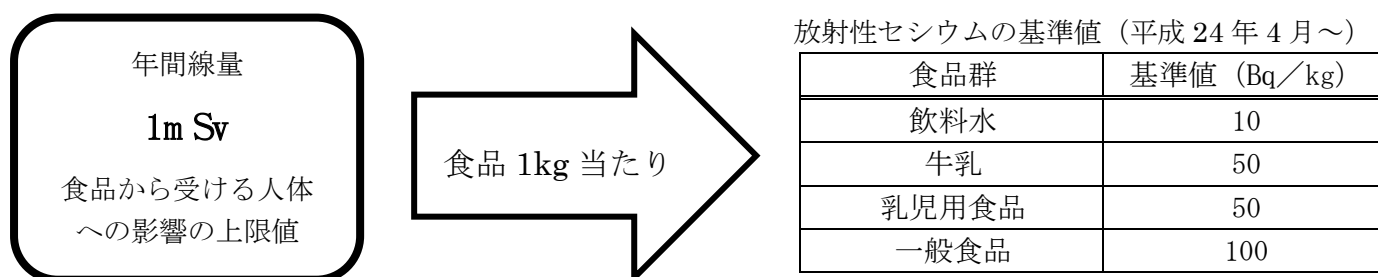 年間線量
1m Sv
食品から受ける人体
への影響の上限値
食品 1kg 当たり
放射性セシウムの基準値（平成 24 年 4 月～）
食品群 基準値（Bq／kg）
飲料水 10
牛乳 50
乳児用食品 50
一般食品 100